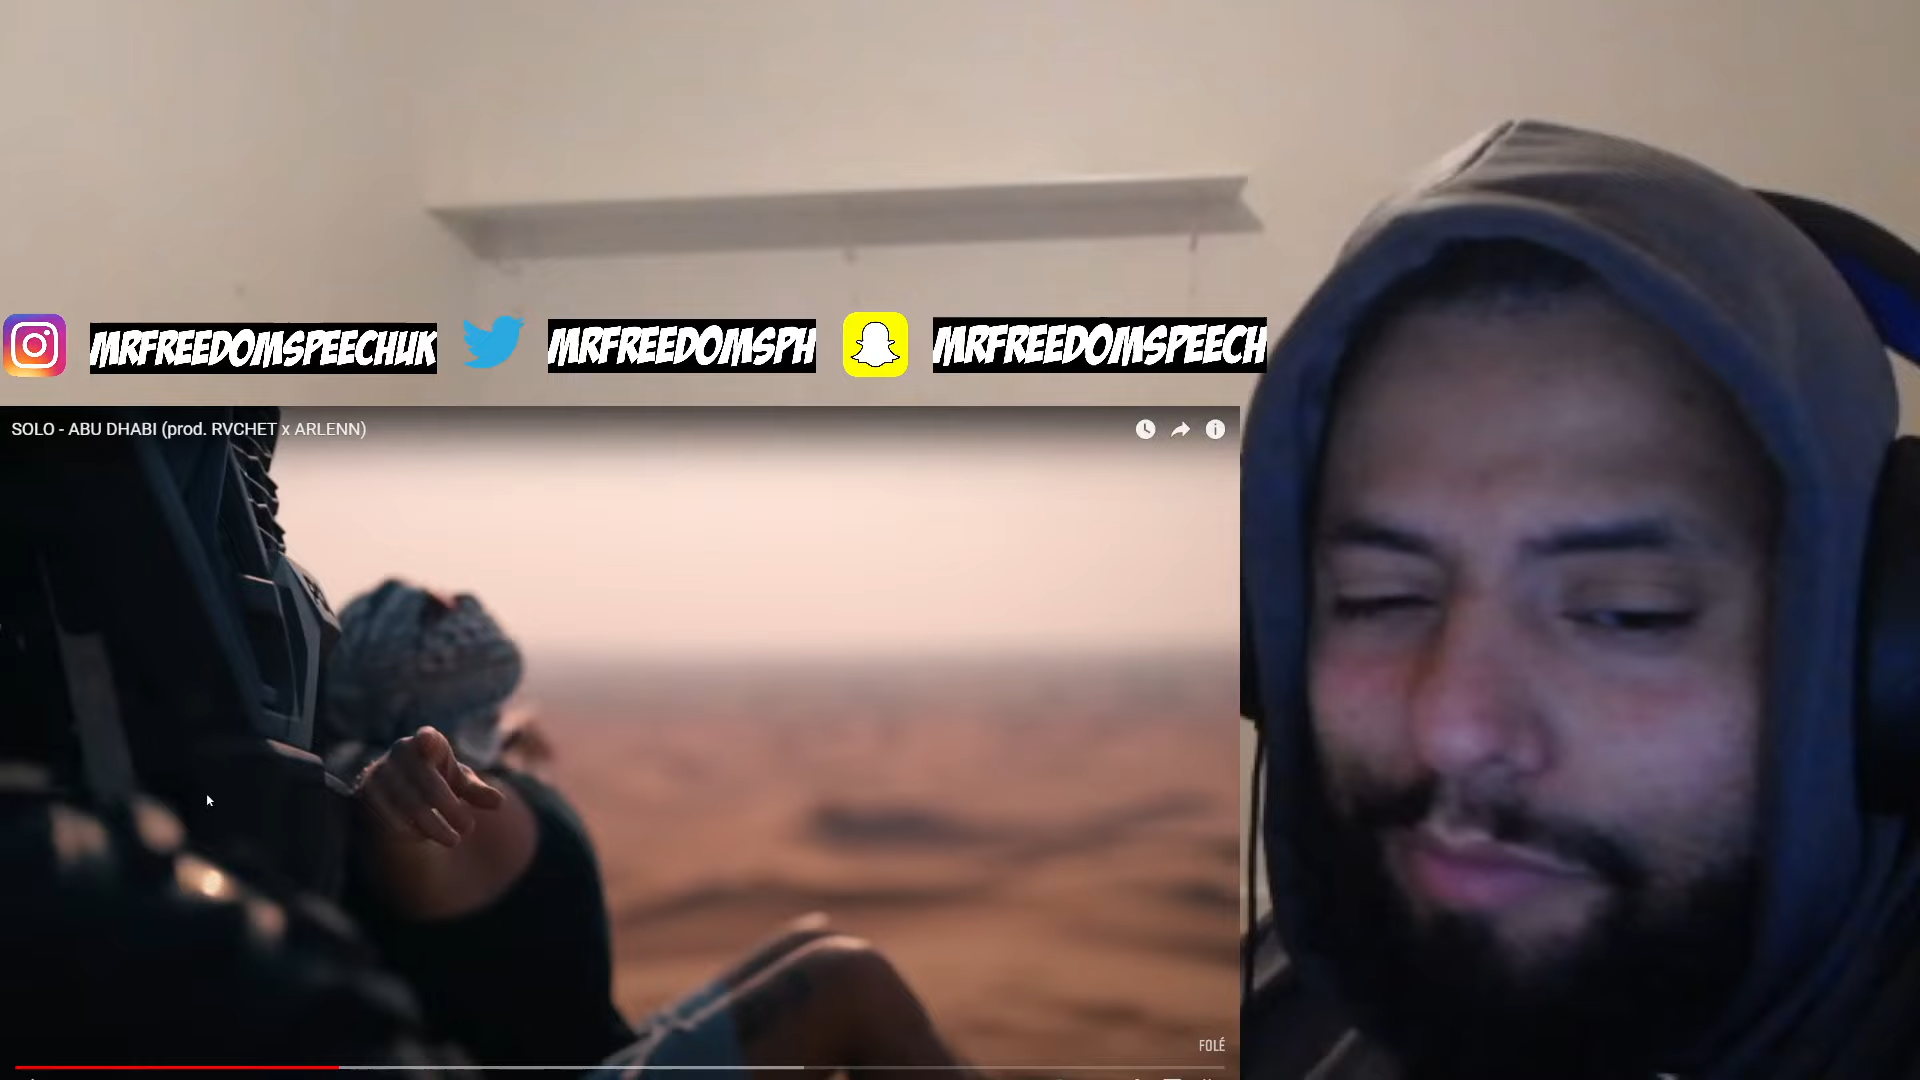 MRFREEDOMSPEECHUK MRFREEDOMSPH MRFREEDOMSPEECH
SOLO - ABU DHABI (prod. RVCHET x ARLENN)
FOLÉ